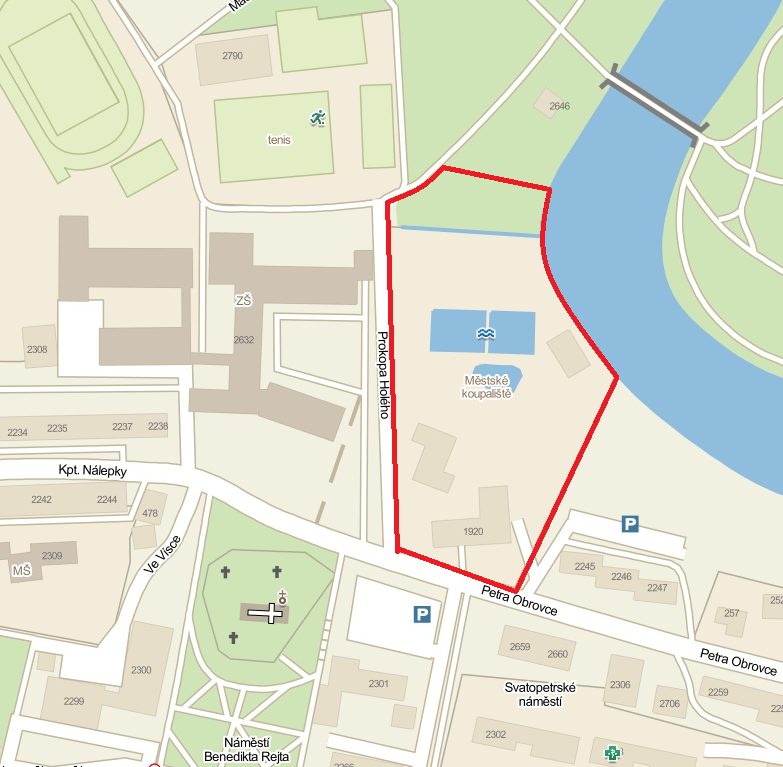 2790
tenis
2646
ZŠ
2632
2308
Prokopa Holého
Městské
koupaliště
2234
2235
2237
2238
Kpt. Nálepky
2242
2244
478
1920
P
2309
MŠ
Ve Vísce
2245
2246
2247
Petra Obrovce
257
P
2659
2660
Petra Obrovce
2300
2301
2306
2299
Svatopetrské
náměstí
2706
2259
2302
Náměstí
Benedikta Rejta